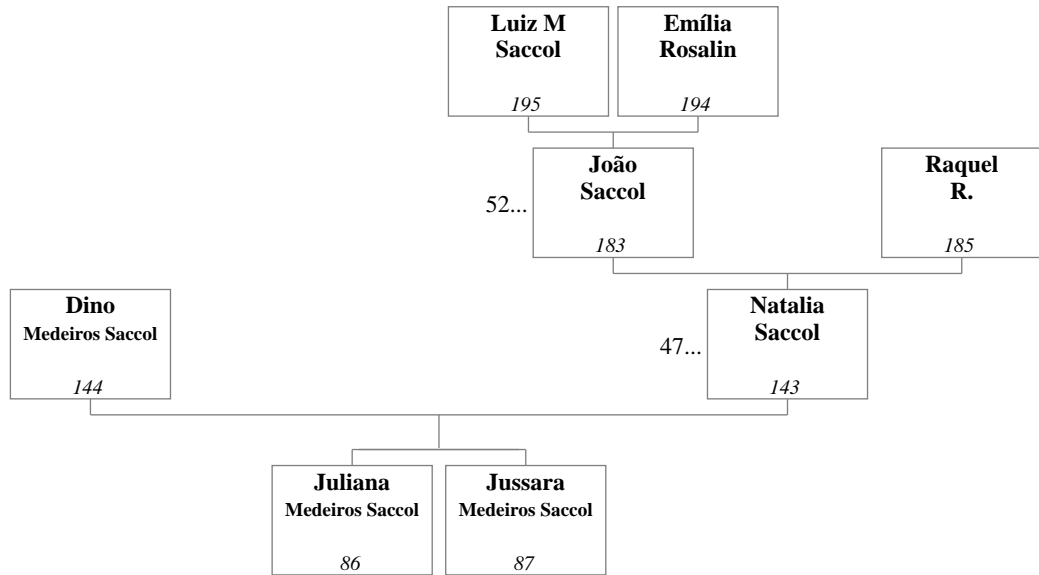 Luiz M
Saccol
195
Emília
Rosalin
194
João
Saccol
52...
183
Raquel
R.
185
Dino
Medeiros Saccol
144
Natalia
Saccol
47...
143
Juliana
Medeiros Saccol
86
Jussara
Medeiros Saccol
87